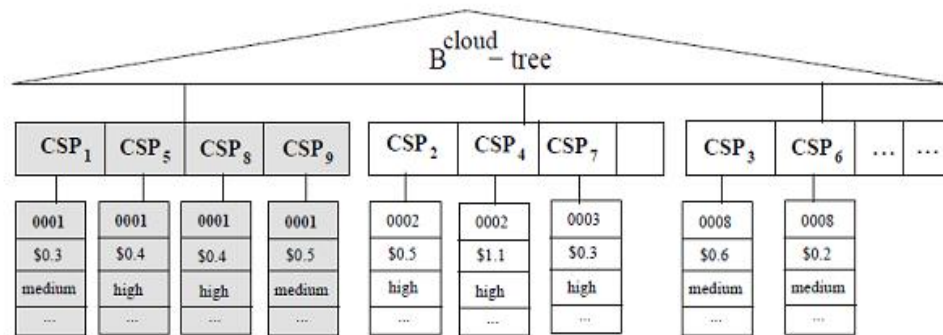 B^cloud – tree
CSP₁ CSP₅ CSP₈ CSP₉ CSP₂ CSP₄ CSP₇ CSP₃ CSP₆ ... ...
0001 0001 0001 0001 0002 0002 0003 0008 0008
$0.3 $0.4 $0.4 $0.5 $0.5 $1.1 $0.3 $0.6 $0.2
medium high high medium high high high medium medium
... ... ... ... ... ... ... ... ...